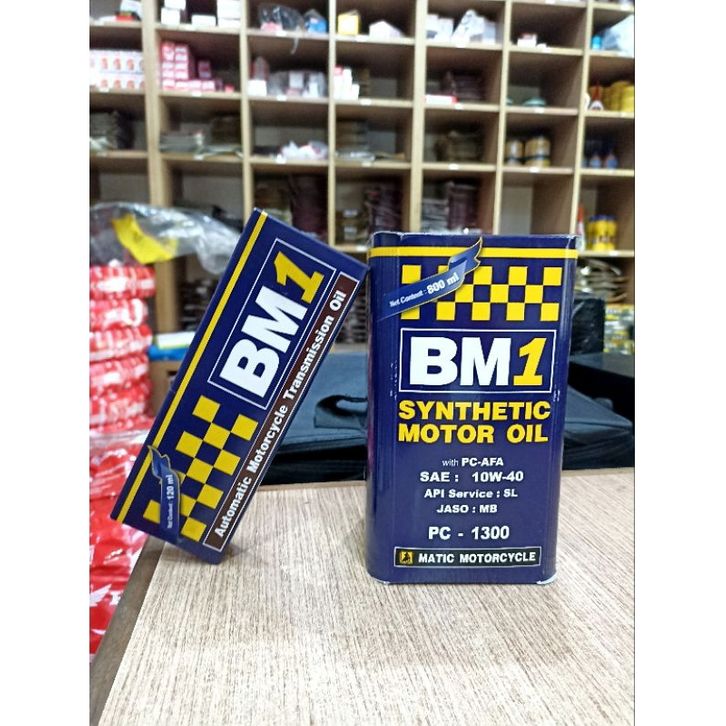 Net Content : 120 ml
BM1
Automatic Motorcycle Transmission Oil
Net Content : 800 ml
BM1
SYNTHETIC
MOTOR OIL
with PC-AFA
SAE : 10W-40
API Service : SL
JASO : MB
PC - 1300
MATIC MOTORCYCLE